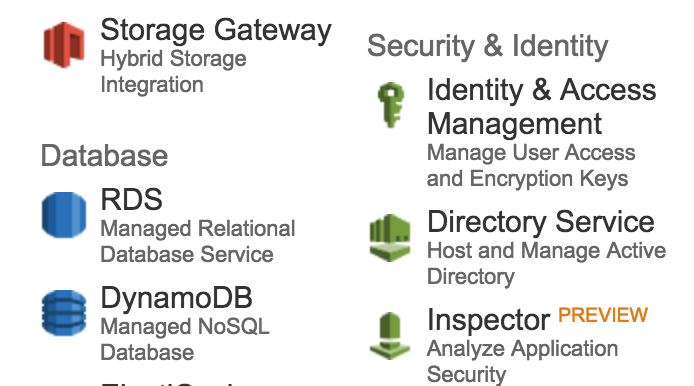 Storage Gateway
Hybrid Storage
Integration
Database
RDS
Managed Relational
Database Service
DynamoDB
Managed NoSQL
Database
Security & Identity
Identity & Access
Management
Manage User Access
and Encryption Keys
Directory Service
Host and Manage Active
Directory
Inspector PREVIEW
Analyze Application
Security